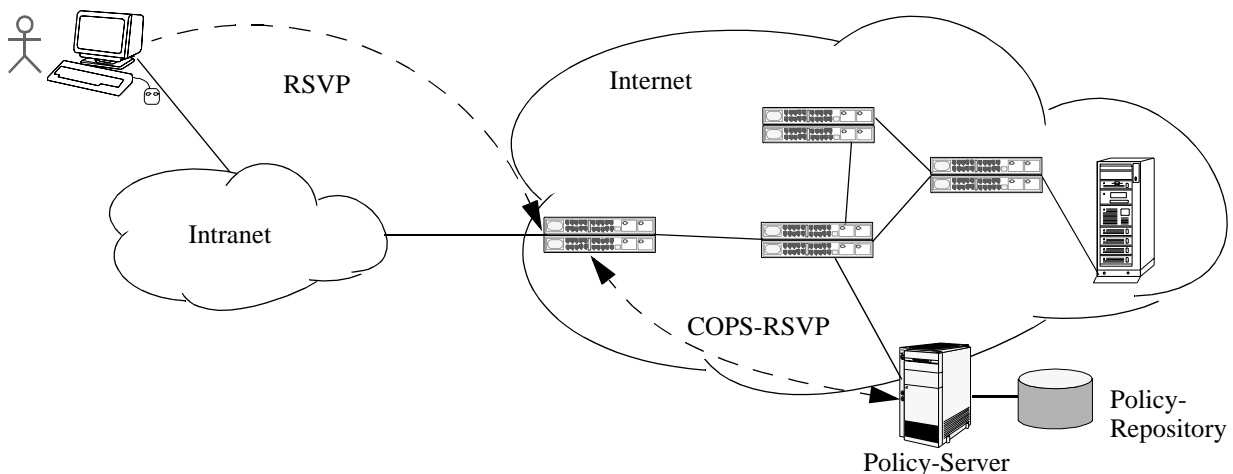 RSVP
Internet
Intranet
COPS-RSVP
Policy-
Repository
Policy-Server